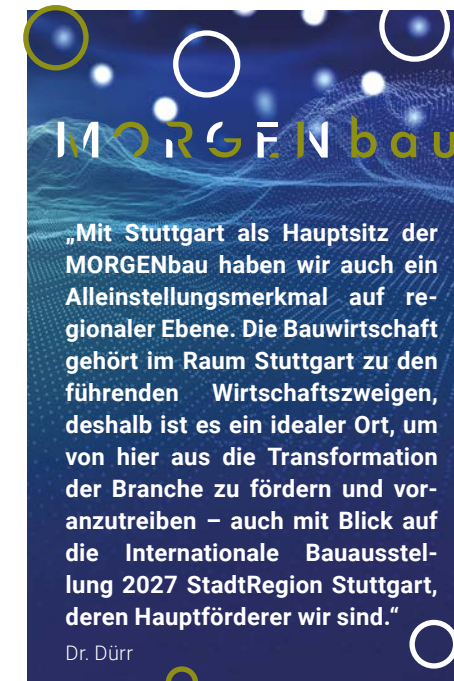 MORGENbau
„Mit Stuttgart als Hauptsitz der
MORGENbau haben wir auch ein
Alleinstellungsmerkmal auf re-
gionaler Ebene. Die Bauwirtschaft
gehört im Raum Stuttgart zu den
führenden Wirtschaftszweigen,
deshalb ist es ein idealer Ort, um
von hier aus die Transformation
der Branche zu fördern und vor-
anzutreiben – auch mit Blick auf
die Internationale Bauausstel-
lung 2027 StadtRegion Stuttgart,
deren Hauptförderer wir sind.“
Dr. Dürr